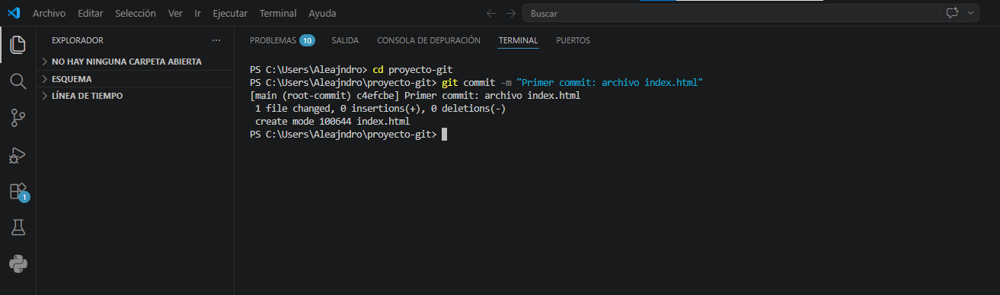 Archivo Editar Selección Ver Ir Ejecutar Terminal Ayuda
Buscar
EXPLORADOR
NO HAY NINGUNA CARPETA ABIERTA
ESQUEMA
LÍNEA DE TIEMPO
1
PROBLEMAS 10 SALIDA CONSOLA DE DEPURACIÓN TERMINAL PUERTOS
PS C:\Users\Aleajndro> cd proyecto-git
PS C:\Users\Aleajndro\proyecto-git> git commit -m "Primer commit: archivo index.html"
[main (root-commit) c4efcbe] Primer commit: archivo index.html
 1 file changed, 0 insertions(+), 0 deletions(-)
 create mode 100644 index.html
PS C:\Users\Aleajndro\proyecto-git>